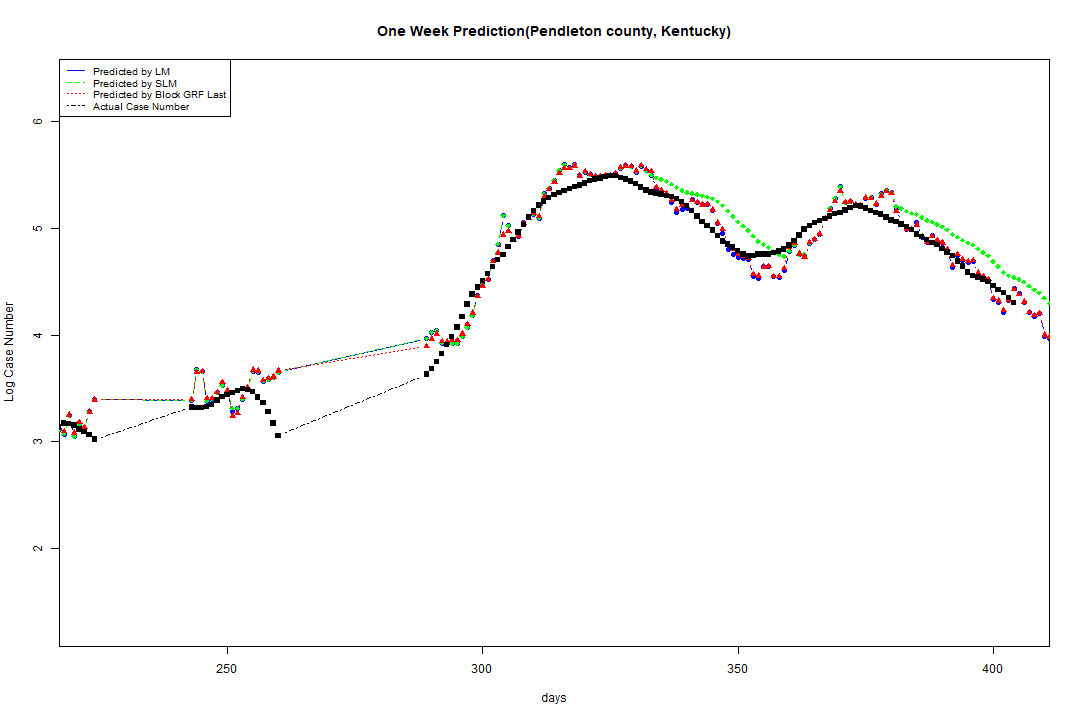 One Week Prediction(Pendleton county, Kentucky)
Predicted by LM
Predicted by SLM
Predicted by Block GRF Last
Actual Case Number
6
5
4
3
2
Log Case Number
250 300 350 400
days